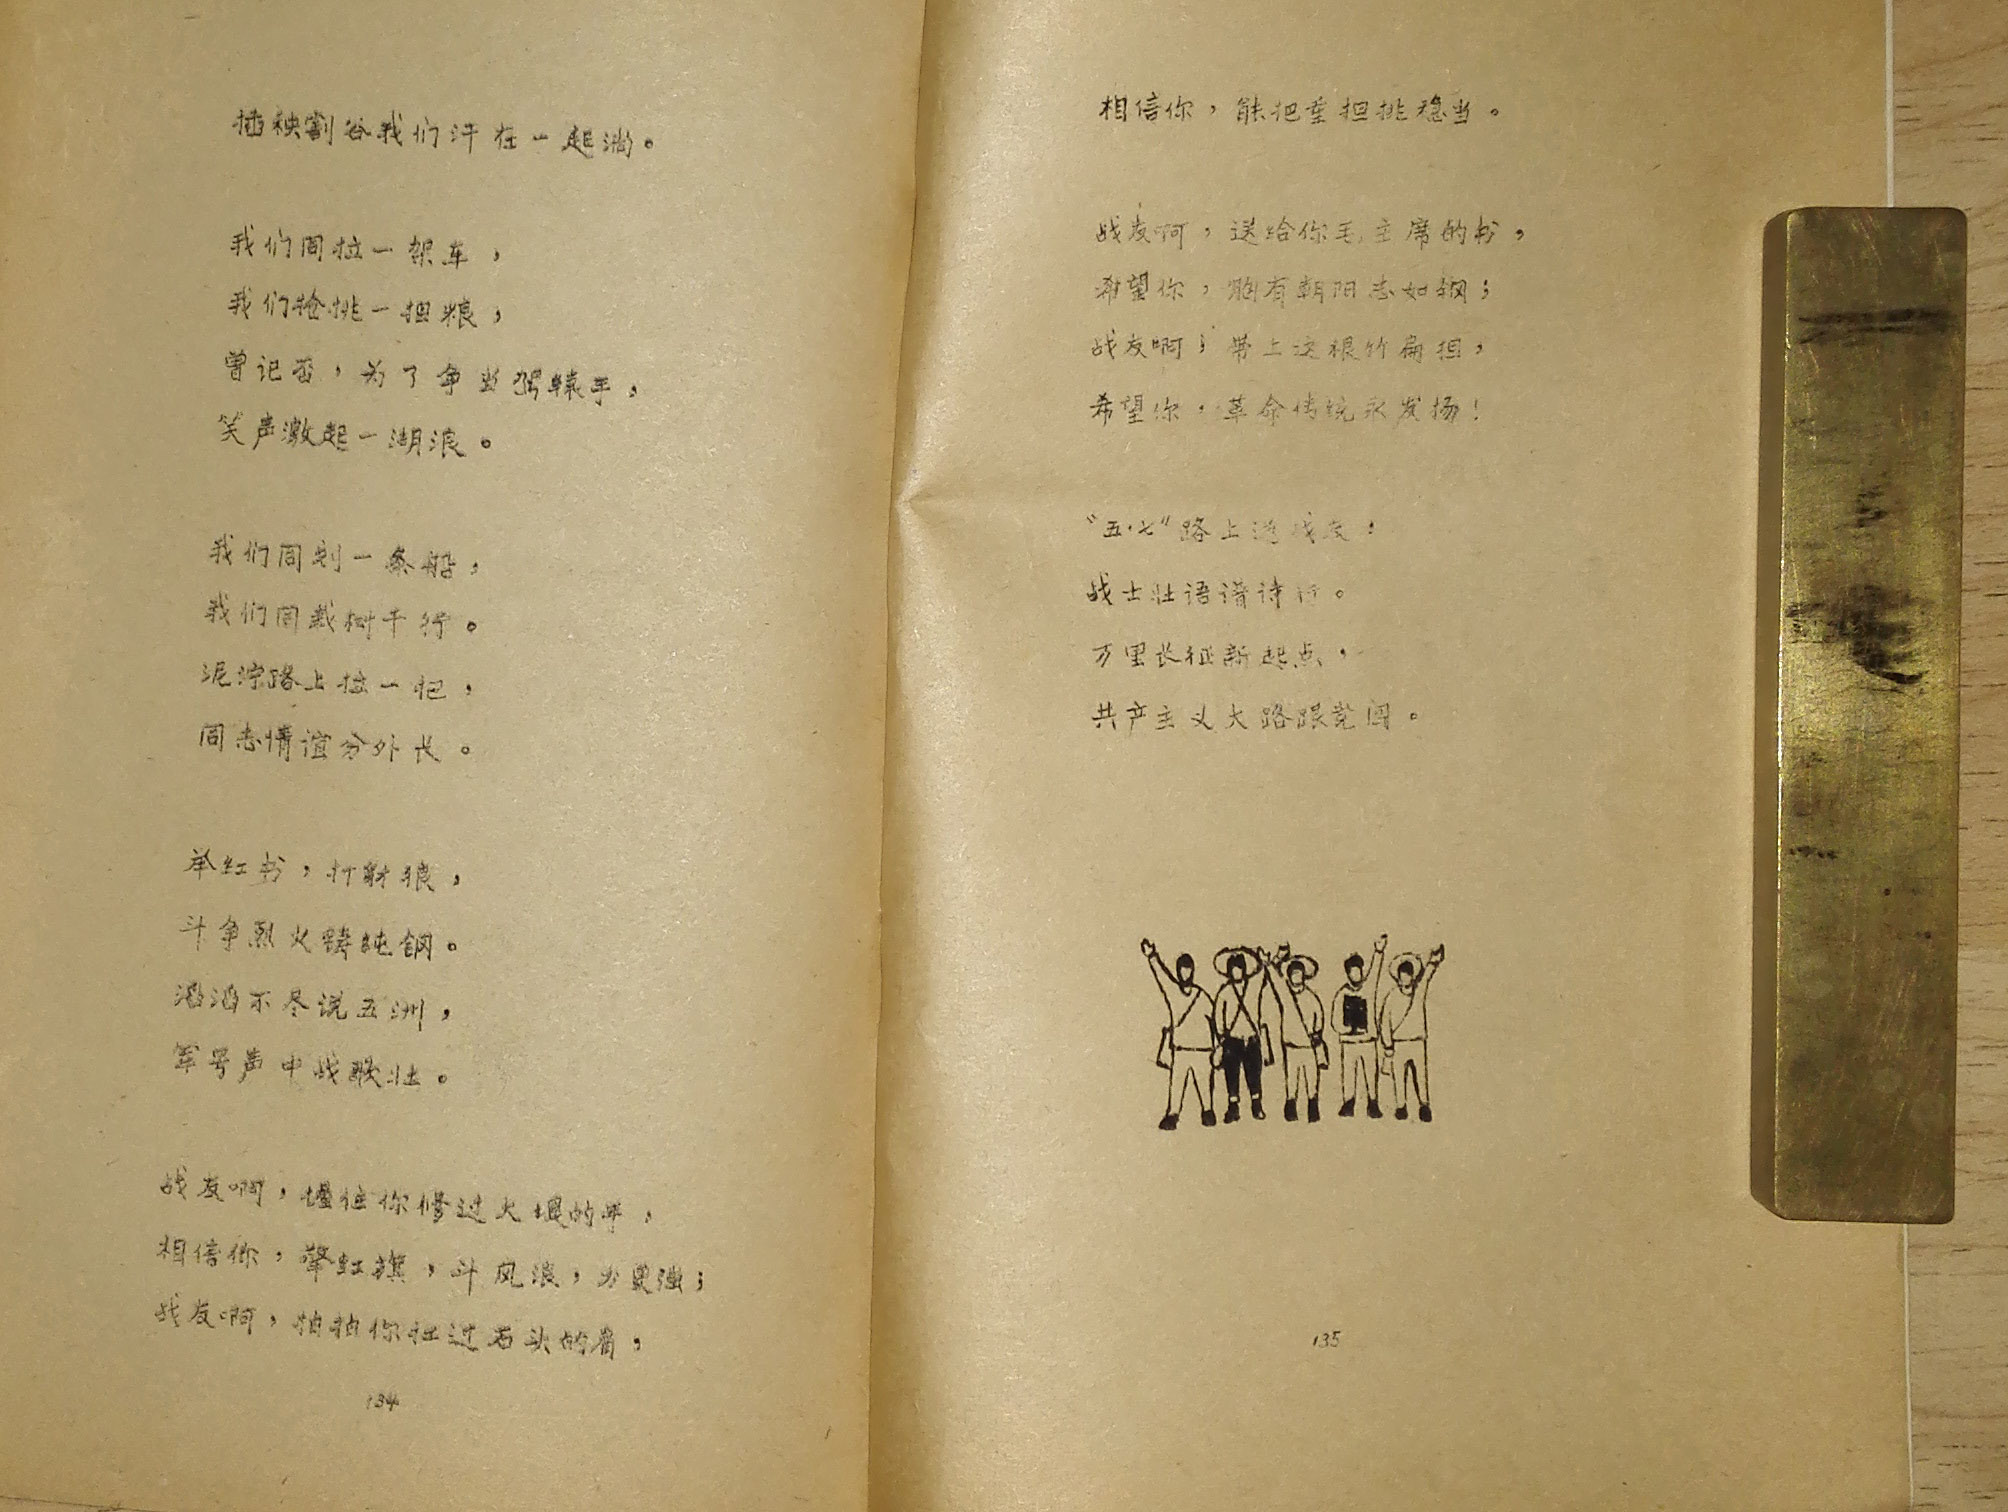 插秧割谷我们汗在一起淌。
我们同拉一架车，
我们抢挑一担粮，
曾记否，为了争当驾辕手，
笑声激起一湖浪。
我们同划一条船，
我们同栽树千行。
泥泞路上拉一把，
同志情谊分外长。
举红书，打豺狼，
斗争烈火铸纯钢。
滔滔不尽说五洲，
军号声中战歌壮。
战友啊，握住你修过大堤的手，
相信你，擎红旗，斗风浪，力更强；
战友啊，拍拍你扛过石头的肩，
134
相信你，能把重担挑稳当。
战友啊，送给你毛主席的书，
希望你，胸有朝阳志如钢；
战友啊，带上这根竹扁担，
希望你，革命传统永发扬！
“五·七”路上送战友，
战士壮语谱诗行。
万里长征新起点，
共产主义大路跟党闯。
135